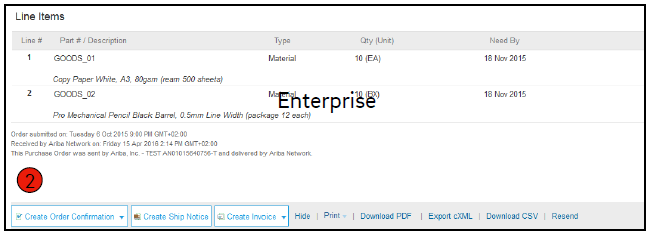 Line Items
Line # Part # / Description Type Qty (Unit) Need By
1 GOODS_01 Material 10 (EA) 18 Nov 2015
Copy Paper White, A3, 80gsm (ream 500 sheets)
2 GOODS_02 Material 10 (BX) 18 Nov 2015
Enterprise
Pro Mechanical Pencil Black Barrel, 0.5mm Line Width (package 12 each)
Order submitted on: Tuesday 6 Oct 2015 9:00 PM GMT+02:00
Received by Ariba Network on: Friday 15 Apr 2016 2:14 PM GMT+02:00
This Purchase Order was sent by Ariba, Inc. - TEST AN01015640756-T and delivered by Ariba Network.
2
Create Order Confirmation Create Ship Notice Create Invoice Hide | Print | Download PDF | Export cXML | Download CSV | Resend